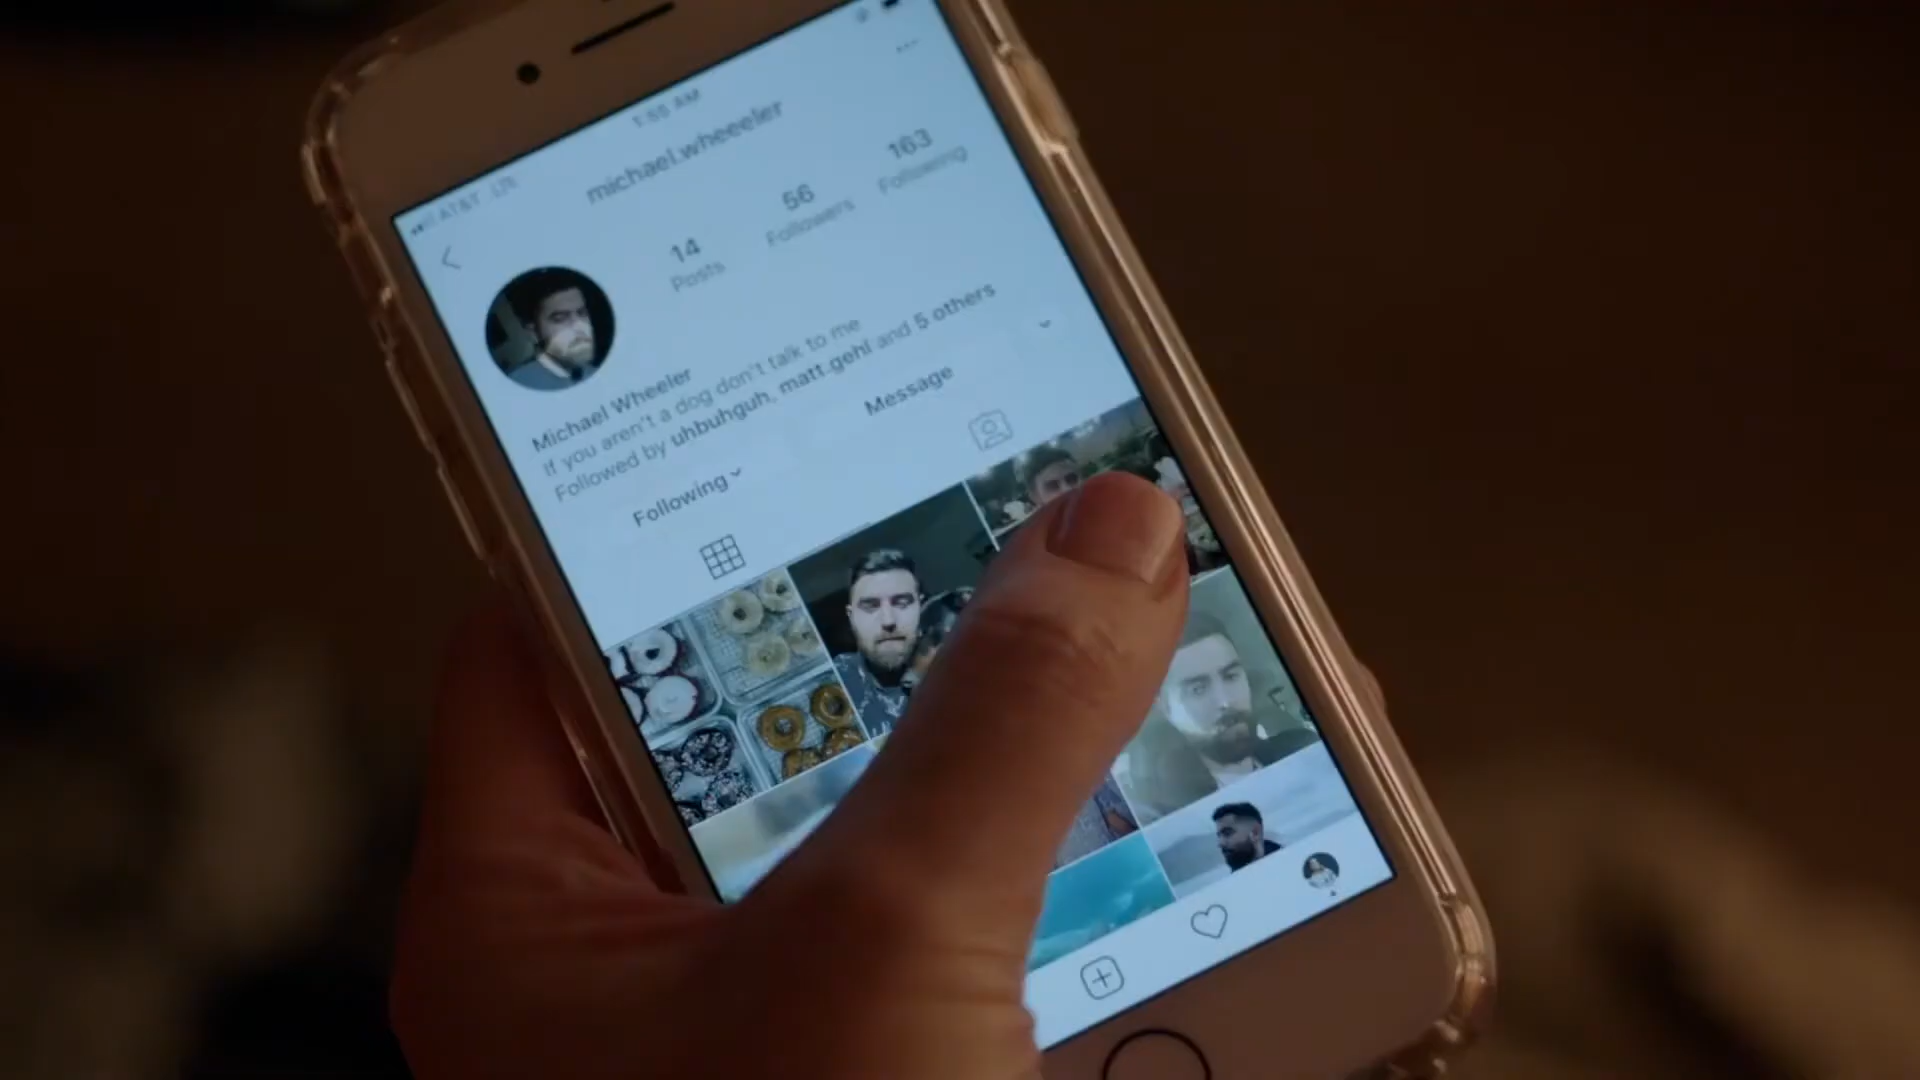 AT&T LTE
1:55 AM
michael.wheeeler
14
Posts
56
Followers
163
Following
Michael Wheeler
If you aren't a dog don't talk to me
Followed by uhbuhguh, matt.gehl and 5 others
Following
Message